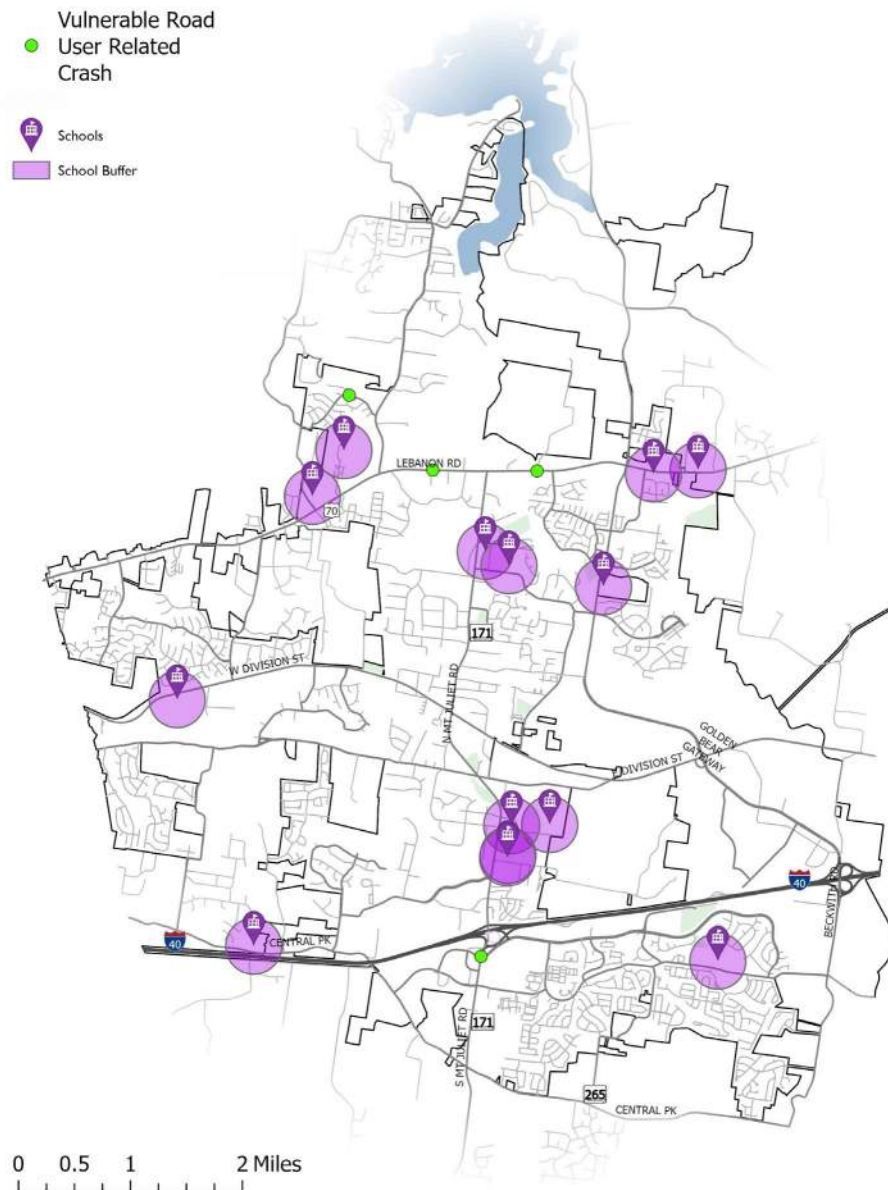 Vulnerable Road
User Related
Crash
Schools
School Buffer
LEBANON RD
70
171
W DIVISION ST
N MT JULIET RD
GOLDEN
BEAR
GATEWAY
DIVISION ST
40
BECKWITH RD
40
CENTRAL PK
171
S MT JULIET RD
265
CENTRAL PK
0 0.5 1 2 Miles